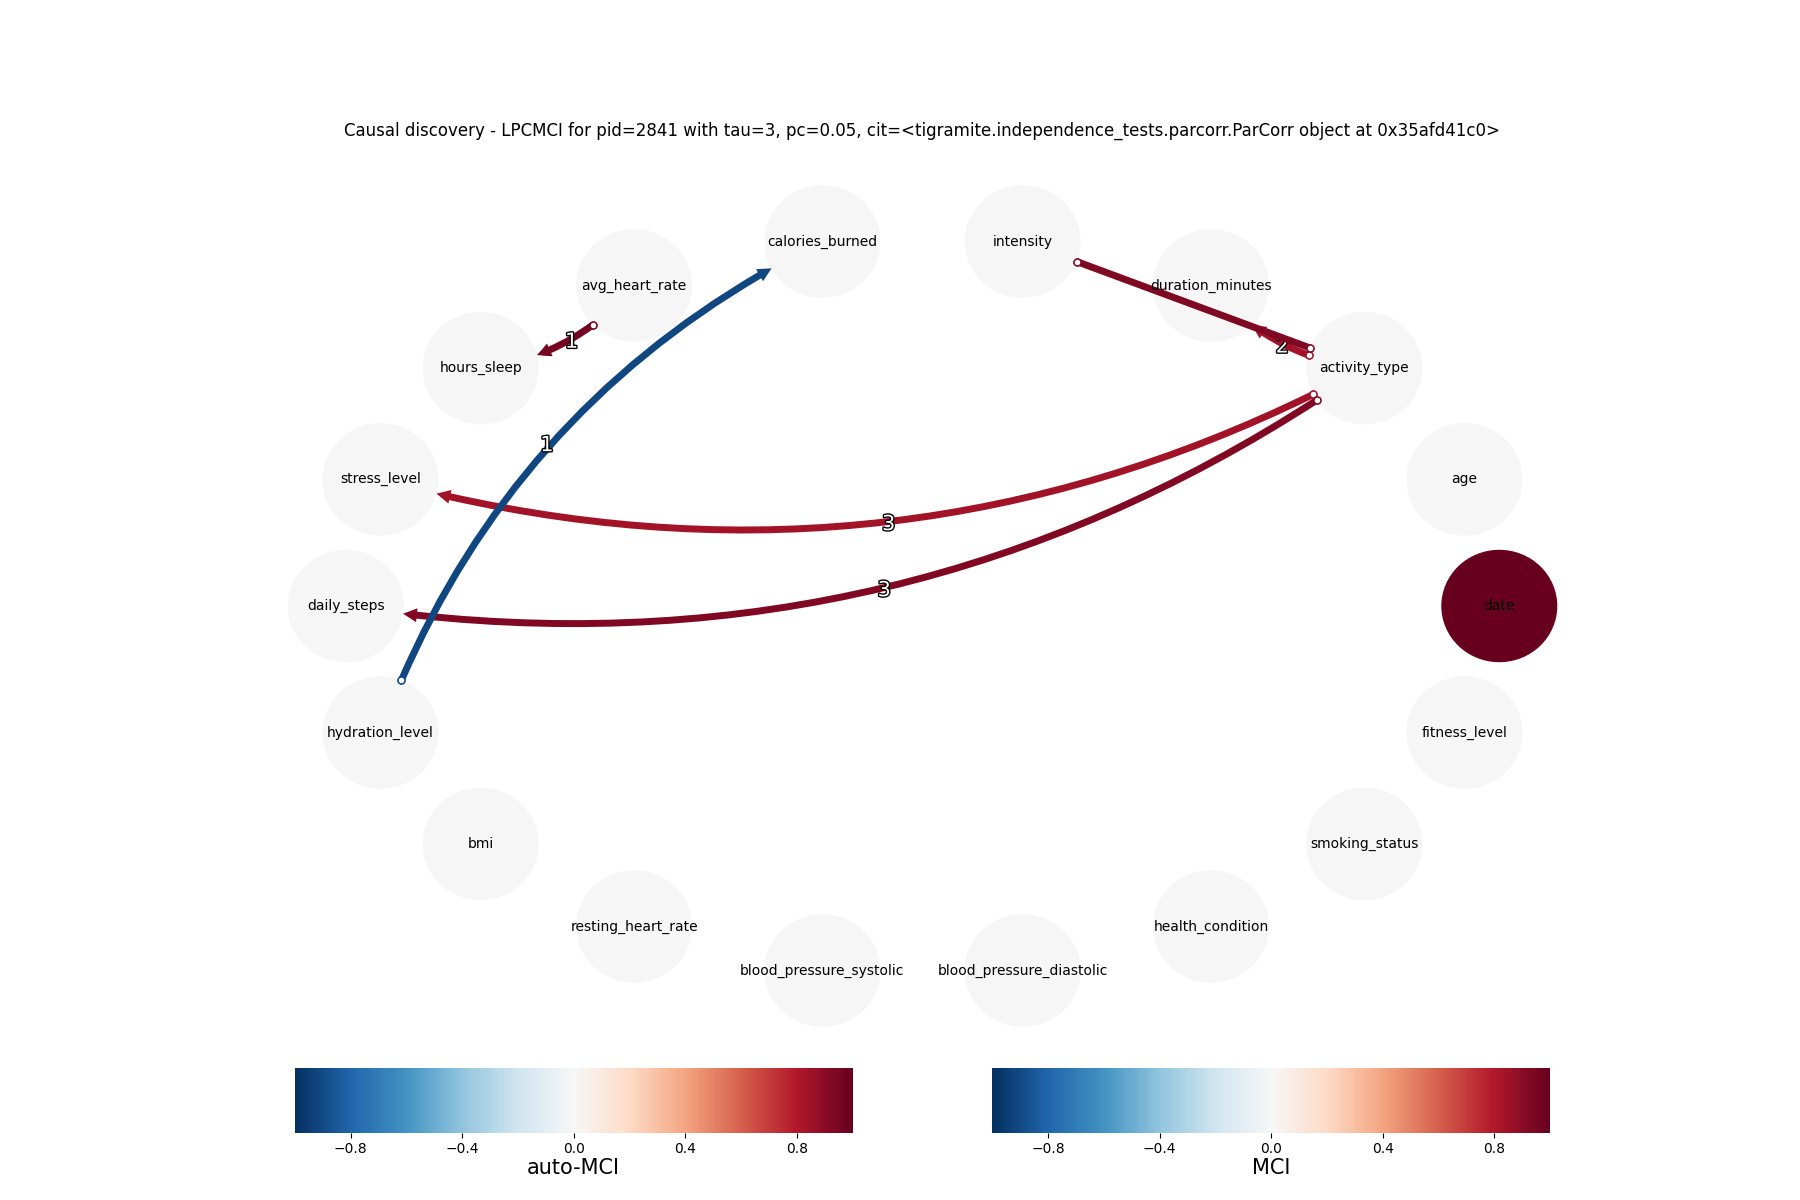 Causal discovery - LPCMCI for pid=2841 with tau=3, pc=0.05, cit=<tigramite.independence_tests.parcorr.ParCorr object at 0x35afd41c0>
calories_burned
intensity
avg_heart_rate
duration_minutes
1
2
hours_sleep
activity_type
1
stress_level
age
3
3
daily_steps
date
hydration_level
fitness_level
bmi
smoking_status
resting_heart_rate
health_condition
blood_pressure_systolic
blood_pressure_diastolic
−0.8 −0.4 0.0 0.4 0.8
auto-MCI
−0.8 −0.4 0.0 0.4 0.8
MCI